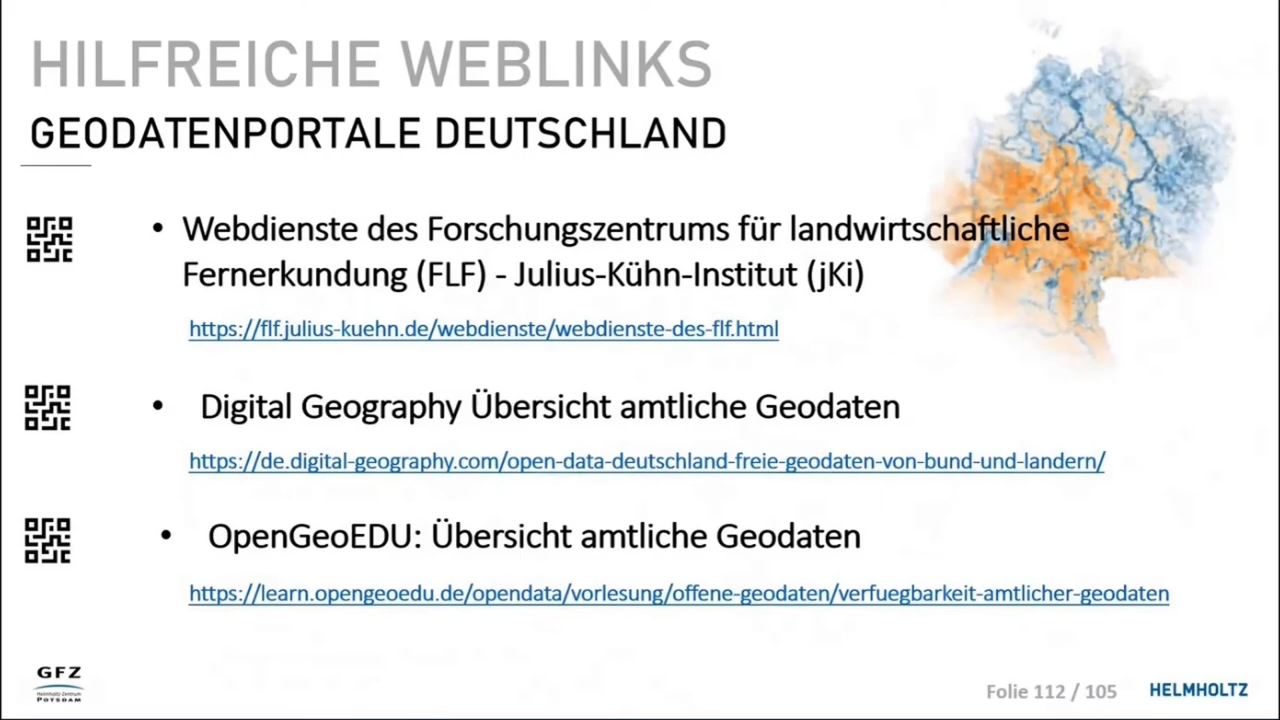 HILFREICHE WEBLINKS
GEODATENPORTALE DEUTSCHLAND
• Webdienste des Forschungszentrums für landwirtschaftliche
Fernerkundung (FLF) - Julius-Kühn-Institut (jKi)
https://flf.julius-kuehn.de/webdienste/webdienste-des-flf.html
• Digital Geography Übersicht amtliche Geodaten
https://de.digital-geography.com/open-data-deutschland-freie-geodaten-von-bund-und-landern/
• OpenGeoEDU: Übersicht amtliche Geodaten
https://learn.opengeoedu.de/opendata/vorlesung/offene-geodaten/verfuegbarkeit-amtlicher-geodaten
GFZ
Helmholtz-Zentrum
POTSDAM
Folie 112 / 105
HELMHOLTZ